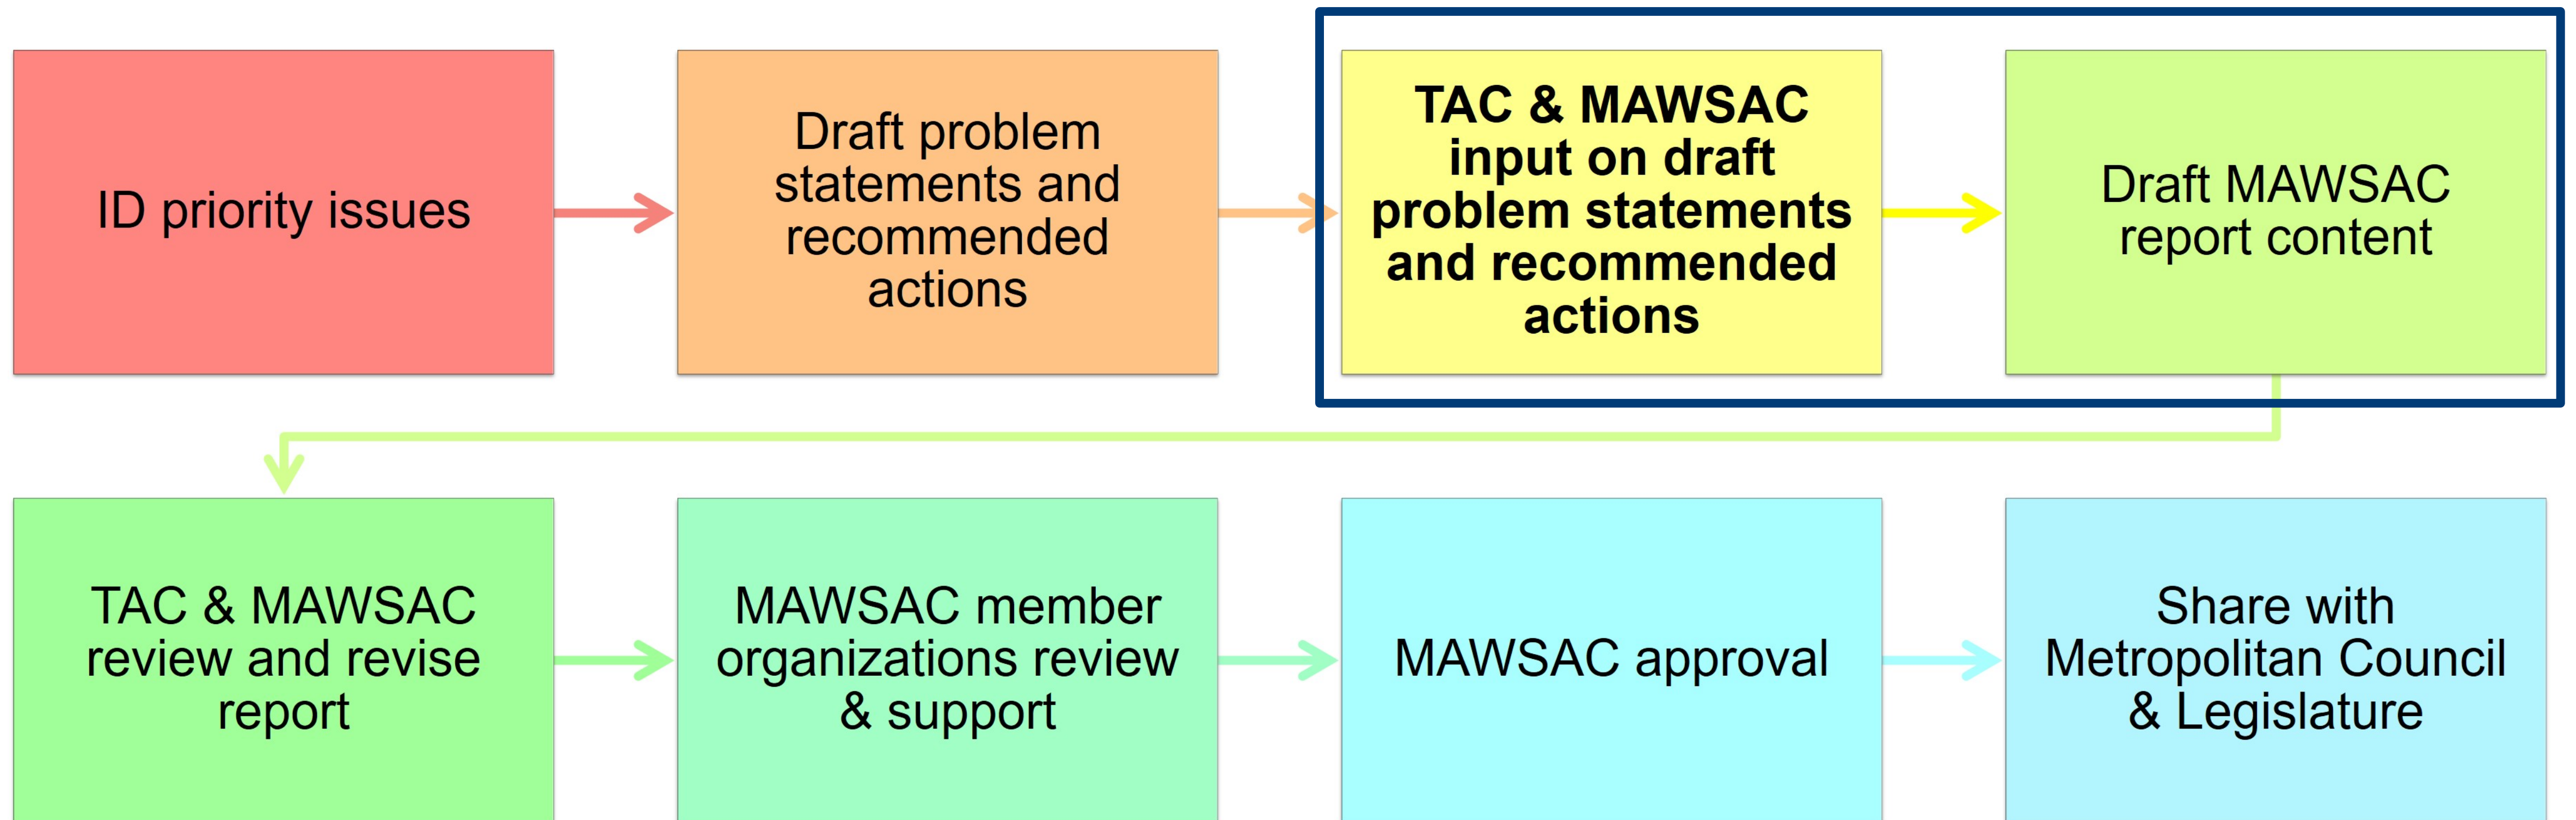 ID priority issues
Draft problem
statements and
recommended
actions
TAC & MAWSAC
input on draft
problem statements
and recommended
actions
Draft MAWSAC
report content
TAC & MAWSAC
review and revise
report
MAWSAC member
organizations review
& support
MAWSAC approval
Share with
Metropolitan Council
& Legislature